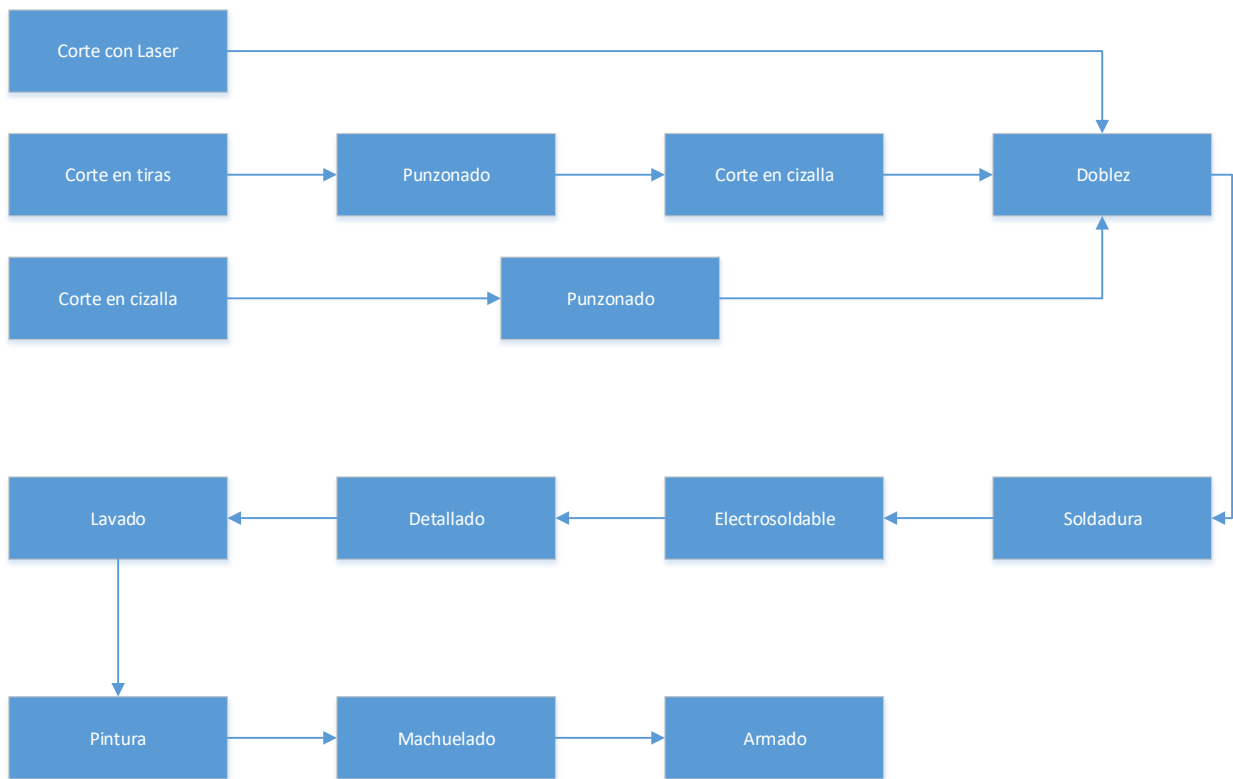 Corte con Laser
Corte en tiras
Punzonado
Corte en cizalla
Doblez
Corte en cizalla
Punzonado
Lavado
Detallado
Electrosoldable
Soldadura
Pintura
Machuelado
Armado